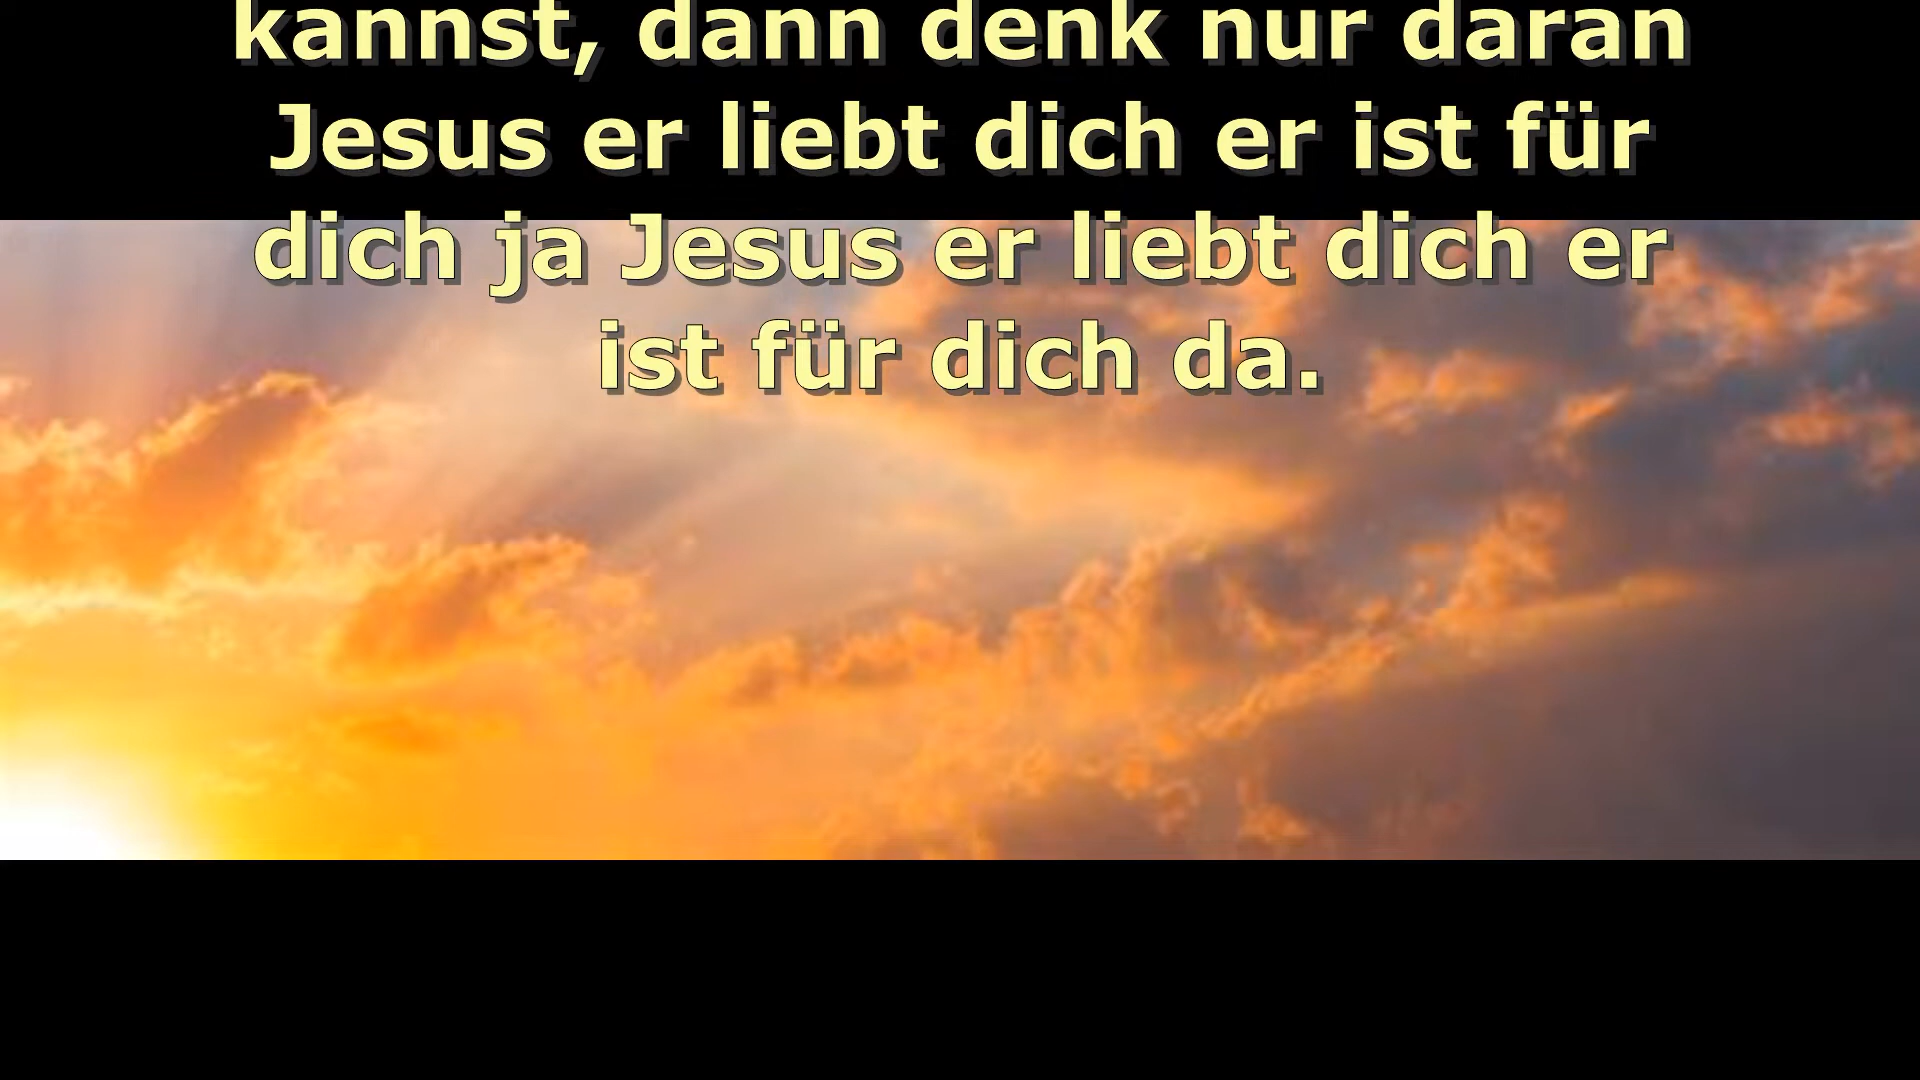 kannst, dann denk nur daran
Jesus er liebt dich er ist für
dich ja Jesus er liebt dich er
ist für dich da.